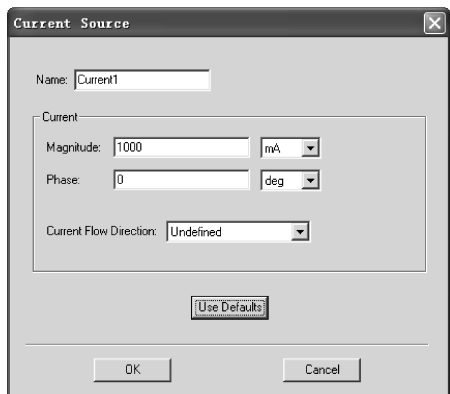 Current Source
Name: Current1
Current
Magnitude: 1000 mA
Phase: 0 deg
Current Flow Direction: Undefined
Use Defaults
OK Cancel